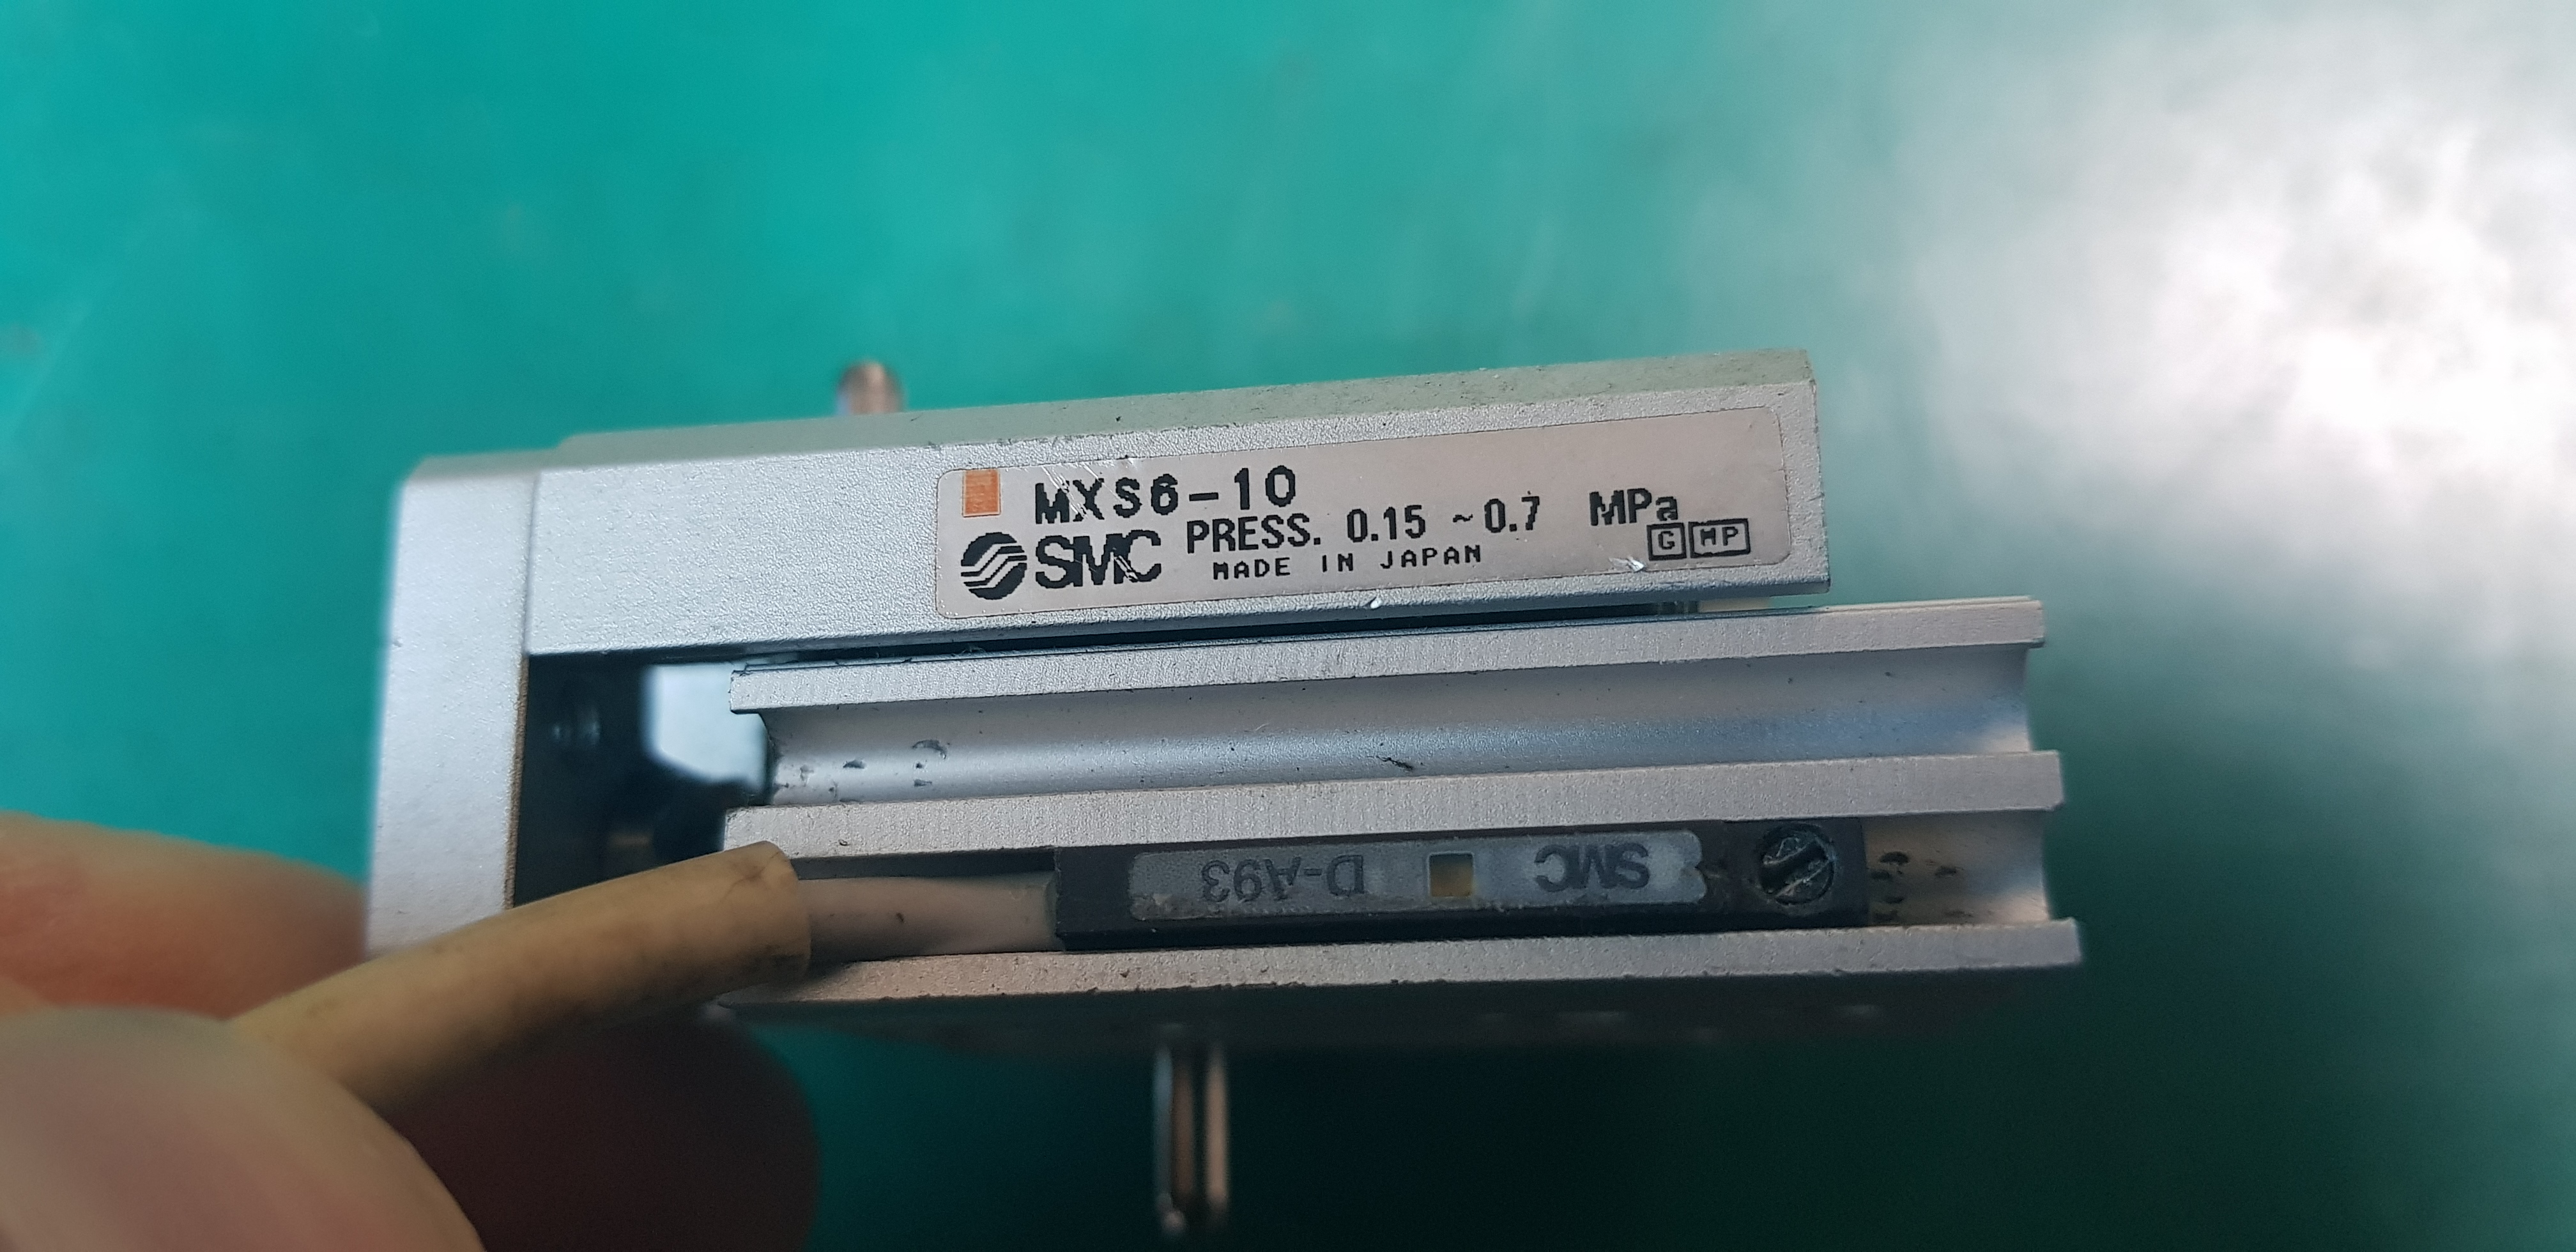 MXS6-10
SMC PRESS. 0.15 ~0.7 MPa
MADE IN JAPAN G MP
SMC D-A93